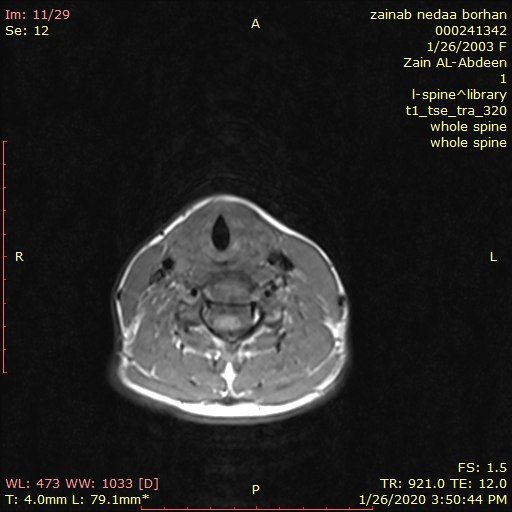 Im: 11/29
Se: 12
A
zainab nedaa borhan
000241342
1/26/2003 F
Zain AL-Abdeen
1
l-spine^library
t1_tse_tra_320
whole spine
whole spine
R
L
WL: 473 WW: 1033 [D]
T: 4.0mm L: 79.1mm*
P
FS: 1.5
TR: 921.0 TE: 12.0
1/26/2020 3:50:44 PM